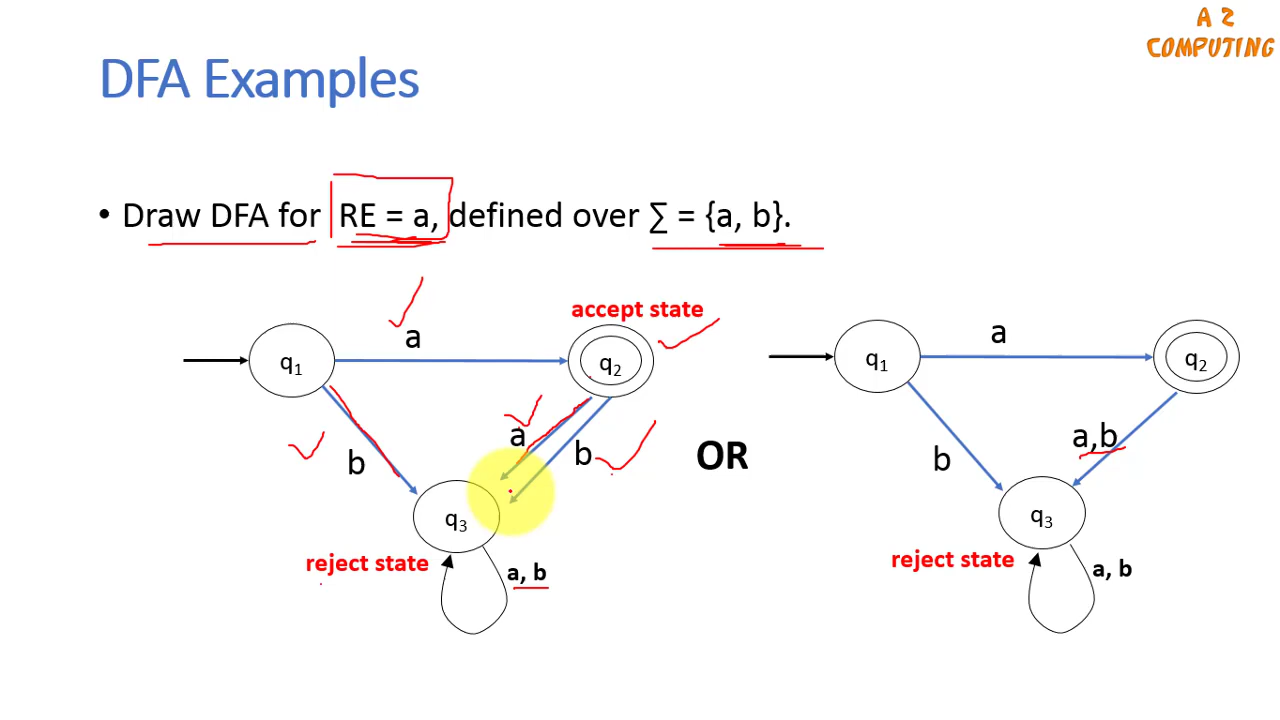 A Z
COMPUTING
DFA Examples
• Draw DFA for RE = a, defined over ∑ = {a, b}.
accept state
a
q₁
q₂
a
b
b
q₃
reject state
a, b
OR
a
q₁
q₂
a,b
b
q₃
reject state
a, b